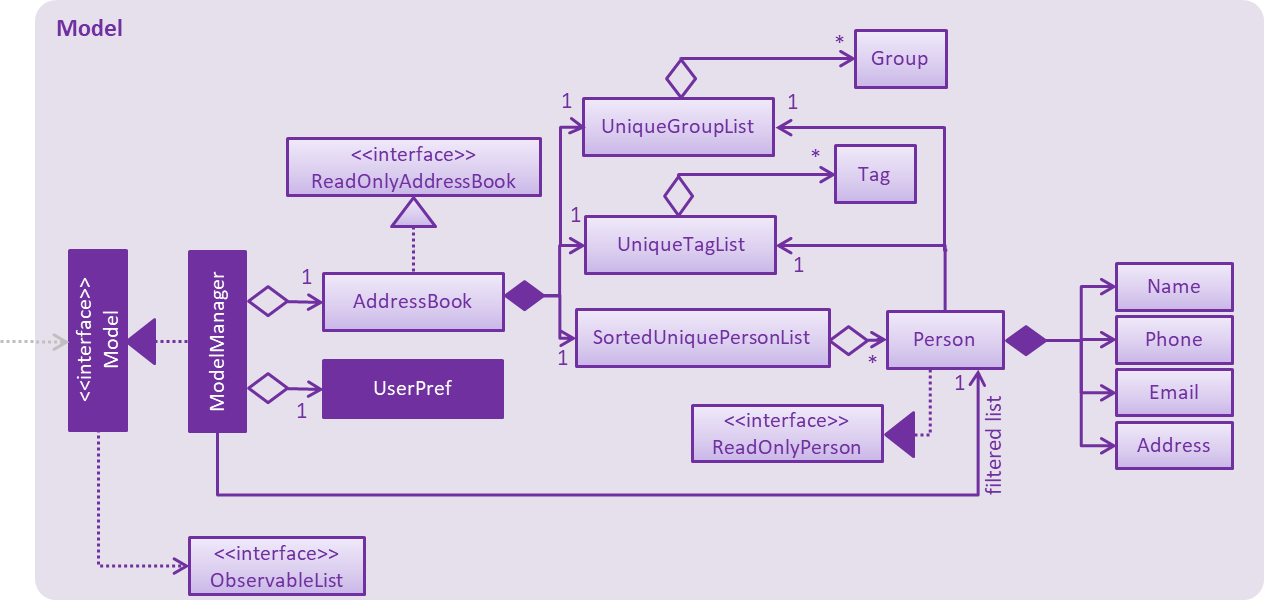 Model
*
Group
1
UniqueGroupList
1
<<interface>>
ReadOnlyAddressBook
*
Tag
1
UniqueTagList
1
<<interface>>
Model
ModelManager
1
AddressBook
SortedUniquePersonList
1
*
Person
Name
Phone
Email
Address
UserPref
1
1
filtered list
<<interface>>
ReadOnlyPerson
<<interface>>
ObservableList